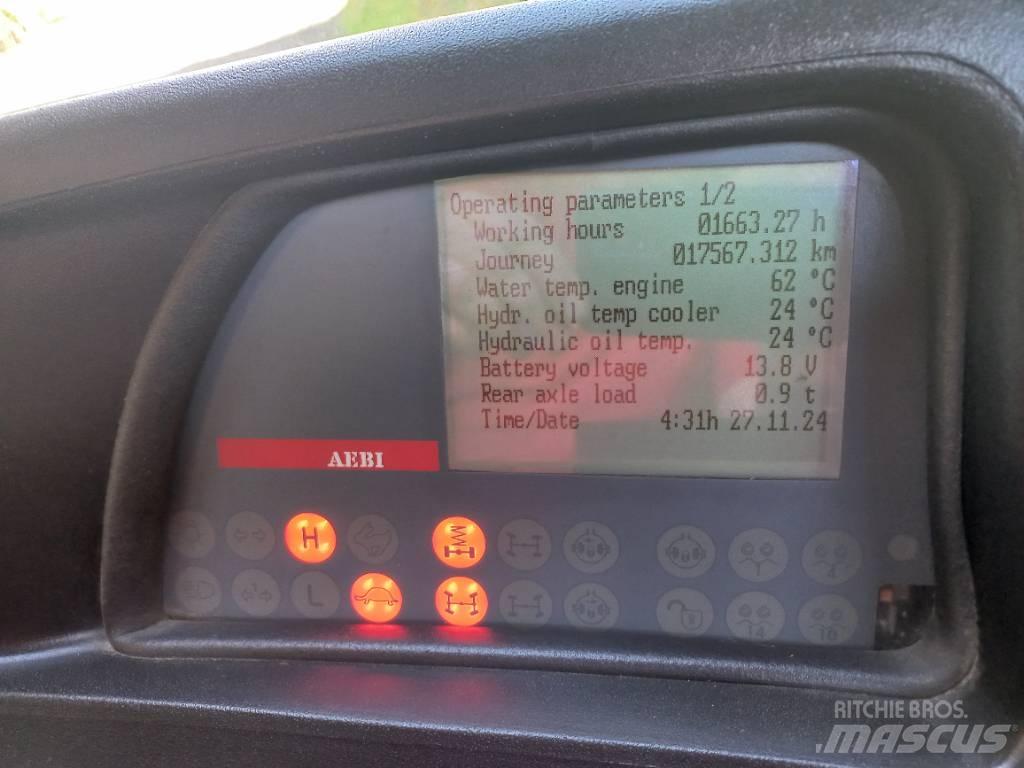 Operating parameters 1/2
Working hours 01663.27 h
Journey 017567.312 km
Water temp. engine 62 °C
Hydr. oil temp cooler 24 °C
Hydraulic oil temp. 24 °C
Battery voltage 13.8 V
Rear axle load 0.9 t
Time/Date 4:31h 27.11.24
AEBI
H
L
14
RITCHIE BROS.
MASCUS